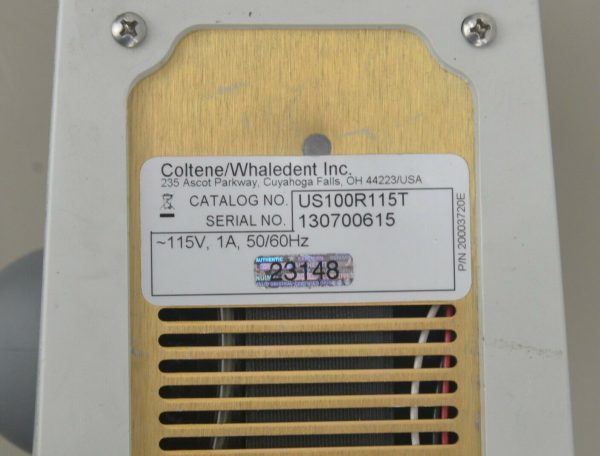 Coltene/Whaledent Inc.
235 Ascot Parkway, Cuyahoga Falls, OH 44223/USA
CATALOG NO. US100R115T
SERIAL NO. 130700615
~115V, 1A, 50/60Hz
AUTHENTIC
23148
P/N 20003720E